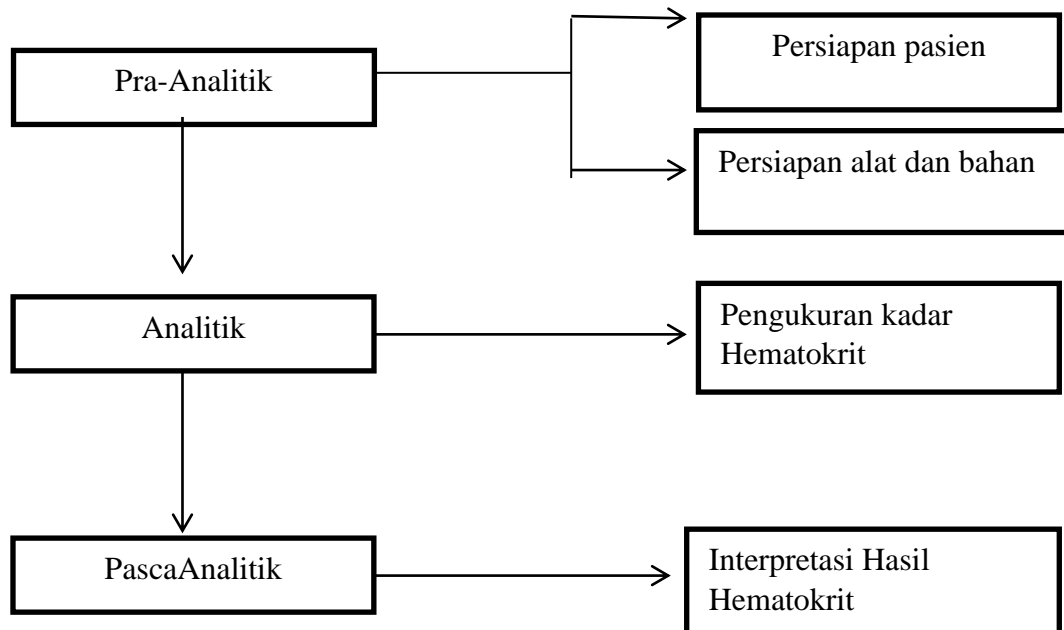 Pra-Analitik
Persiapan pasien
Persiapan alat dan bahan
Analitik
Pengukuran kadar
Hematokrit
PascaAnalitik
Interpretasi Hasil
Hematokrit